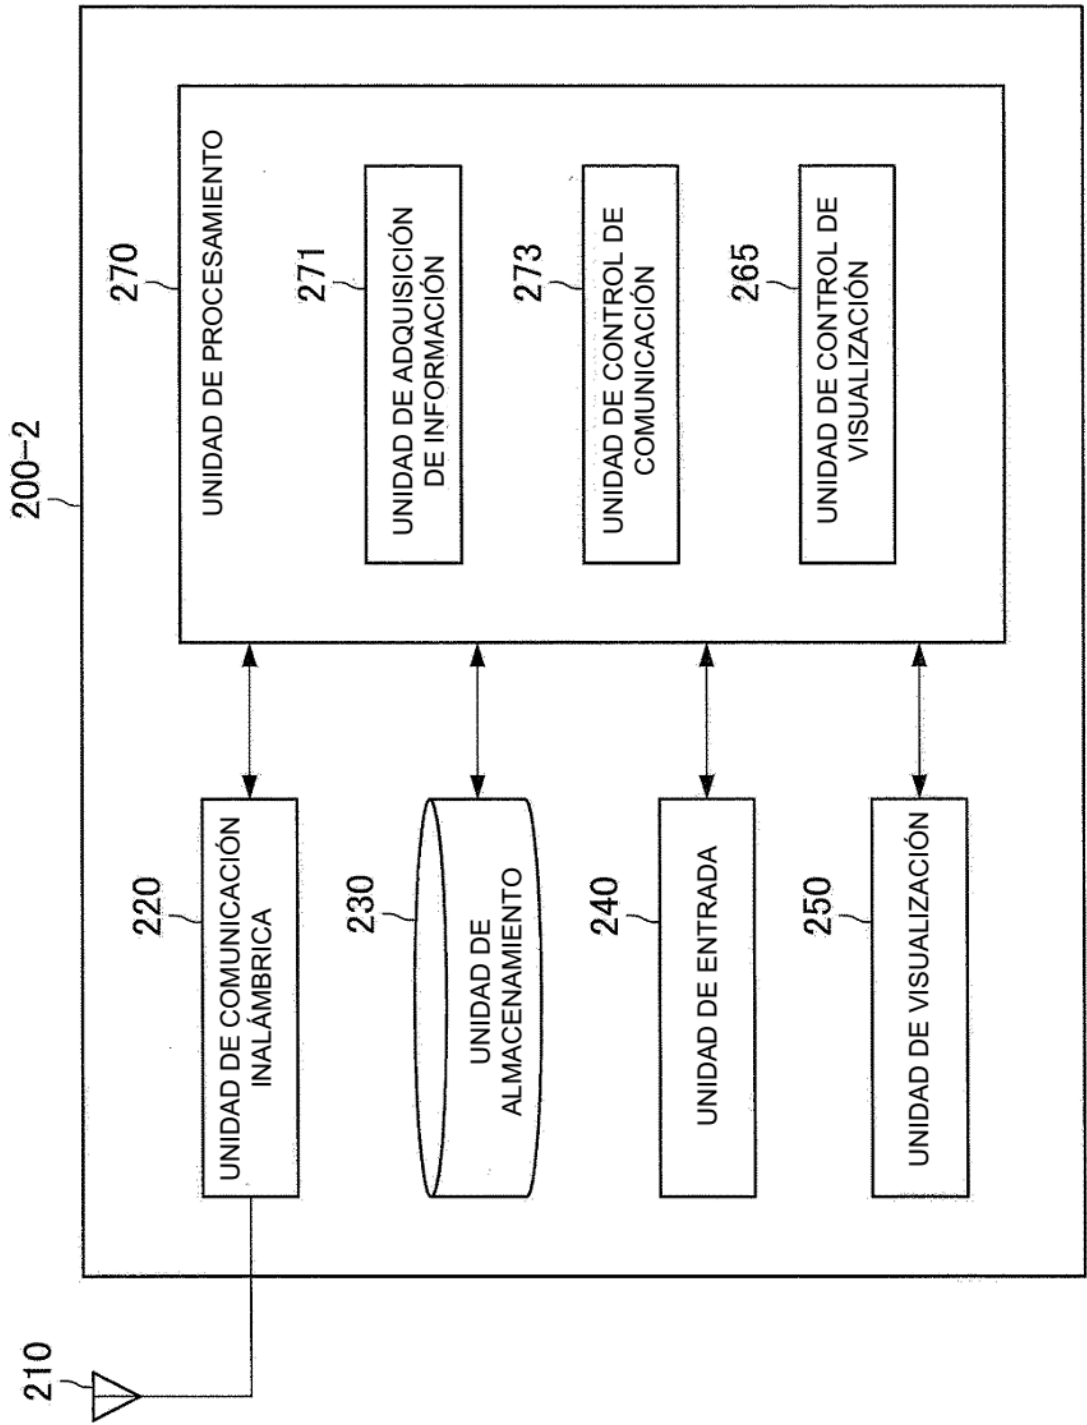 200-2
210
220
UNIDAD DE COMUNICACIÓN
INALÁMBRICA
230
UNIDAD DE
ALMACENAMIENTO
240
UNIDAD DE ENTRADA
250
UNIDAD DE VISUALIZACIÓN
270
UNIDAD DE PROCESAMIENTO
271
UNIDAD DE ADQUISICIÓN
DE INFORMACIÓN
273
UNIDAD DE CONTROL DE
COMUNICACIÓN
265
UNIDAD DE CONTROL DE
VISUALIZACIÓN